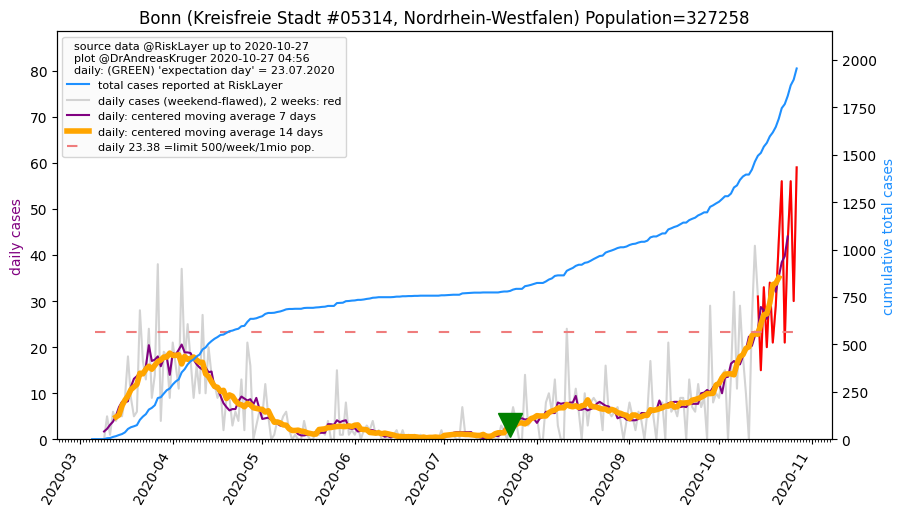 Bonn (Kreisfreie Stadt #05314, Nordrhein-Westfalen) Population=327258
source data @RiskLayer up to 2020-10-27
plot @DrAndreasKruger 2020-10-27 04:56
daily: (GREEN) 'expectation day' = 23.07.2020
total cases reported at RiskLayer
daily cases (weekend-flawed), 2 weeks: red
daily: centered moving average 7 days
daily: centered moving average 14 days
daily 23.38 =limit 500/week/1mio pop.
daily cases
80
70
60
50
40
30
20
10
0
2000
1750
1500
1250
1000
750
500
250
0
cumulative total cases
2020-03
2020-04
2020-05
2020-06
2020-07
2020-08
2020-09
2020-10
2020-11